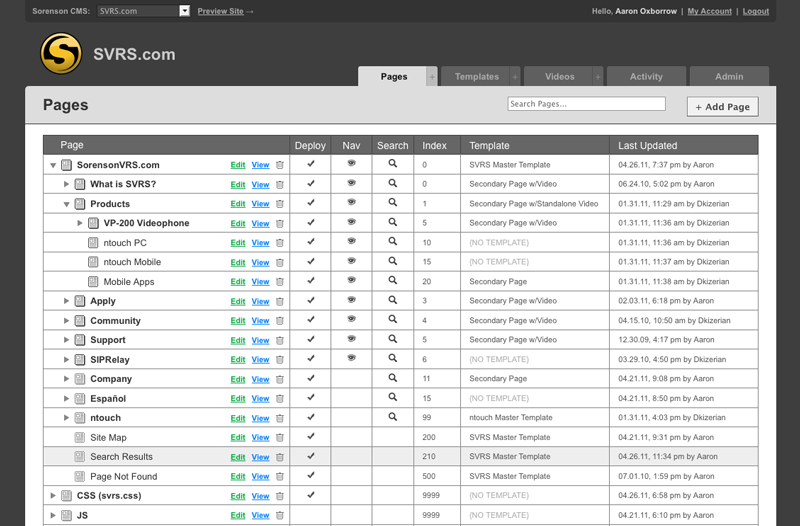 Sorenson CMS: SVRS.com Preview Site → Hello, Aaron Oxborrow | My Account | Logout
S SVRS.com
Pages + Templates + Videos + Activity Admin
Pages Search Pages... + Add Page
Page Deploy Nav Search Index Template Last Updated
SorensonVRS.com Edit View 0 SVRS Master Template 04.26.11, 7:37 pm by Aaron
What is SVRS? Edit View 0 Secondary Page w/Video 06.24.10, 5:02 pm by Aaron
Products Edit View 1 Secondary Page w/Standalone Video 01.31.11, 11:29 am by Dkizerian
VP-200 Videophone Edit View 5 Secondary Page w/Video 01.31.11, 11:36 am by Dkizerian
ntouch PC Edit View 10 (NO TEMPLATE) 01.31.11, 11:36 am by Dkizerian
ntouch Mobile Edit View 15 (NO TEMPLATE) 01.31.11, 11:37 am by Dkizerian
Mobile Apps Edit View 20 Secondary Page 01.31.11, 11:38 am by Dkizerian
Apply Edit View 3 Secondary Page w/Video 02.03.11, 6:18 pm by Aaron
Community Edit View 4 Secondary Page w/Video 04.15.10, 10:50 am by Dkizerian
Support Edit View 5 Secondary Page w/Video 12.30.09, 4:17 pm by Aaron
SIPRelay Edit View 6 (NO TEMPLATE) 03.29.10, 4:50 pm by Dkizerian
Company Edit View 11 Secondary Page 04.21.11, 9:08 pm by Aaron
Español Edit View 15 (NO TEMPLATE) 04.21.11, 8:50 pm by Aaron
ntouch Edit View 99 ntouch Master Template 01.31.11, 4:03 pm by Dkizerian
Site Map Edit View 200 SVRS Master Template 04.21.11, 9:31 pm by Aaron
Search Results Edit View 210 SVRS Master Template 04.26.11, 11:34 pm by Aaron
Page Not Found Edit View 500 SVRS Master Template 07.01.10, 1:59 pm by Aaron
CSS (svrs.css) Edit View 9999 (NO TEMPLATE) 04.26.11, 6:58 pm by Aaron
JS Edit View 9999 (NO TEMPLATE) 04.21.11, 6:10 pm by Aaron